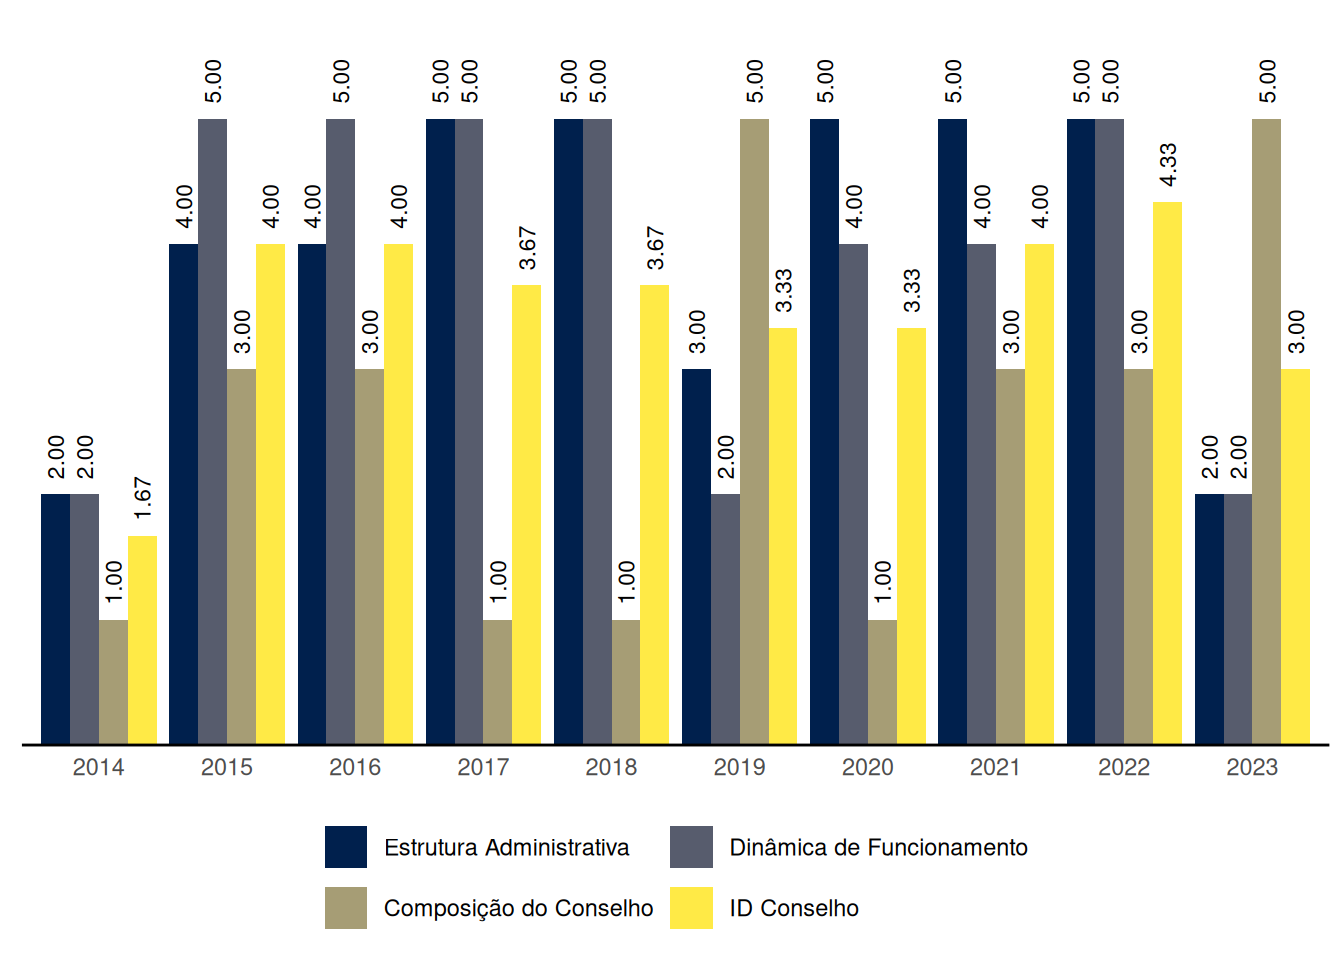 2.00 2.00 1.00 1.67
4.00 5.00 3.00 4.00
4.00 5.00 3.00 4.00
5.00 5.00 1.00 3.67
5.00 5.00 1.00 3.67
3.00 2.00 5.00 3.33
5.00 4.00 1.00 3.33
5.00 4.00 3.00 4.00
5.00 5.00 3.00 4.33
2.00 2.00 5.00 3.00
2014 2015 2016 2017 2018 2019 2020 2021 2022 2023
Estrutura Administrativa Dinâmica de Funcionamento
Composição do Conselho ID Conselho